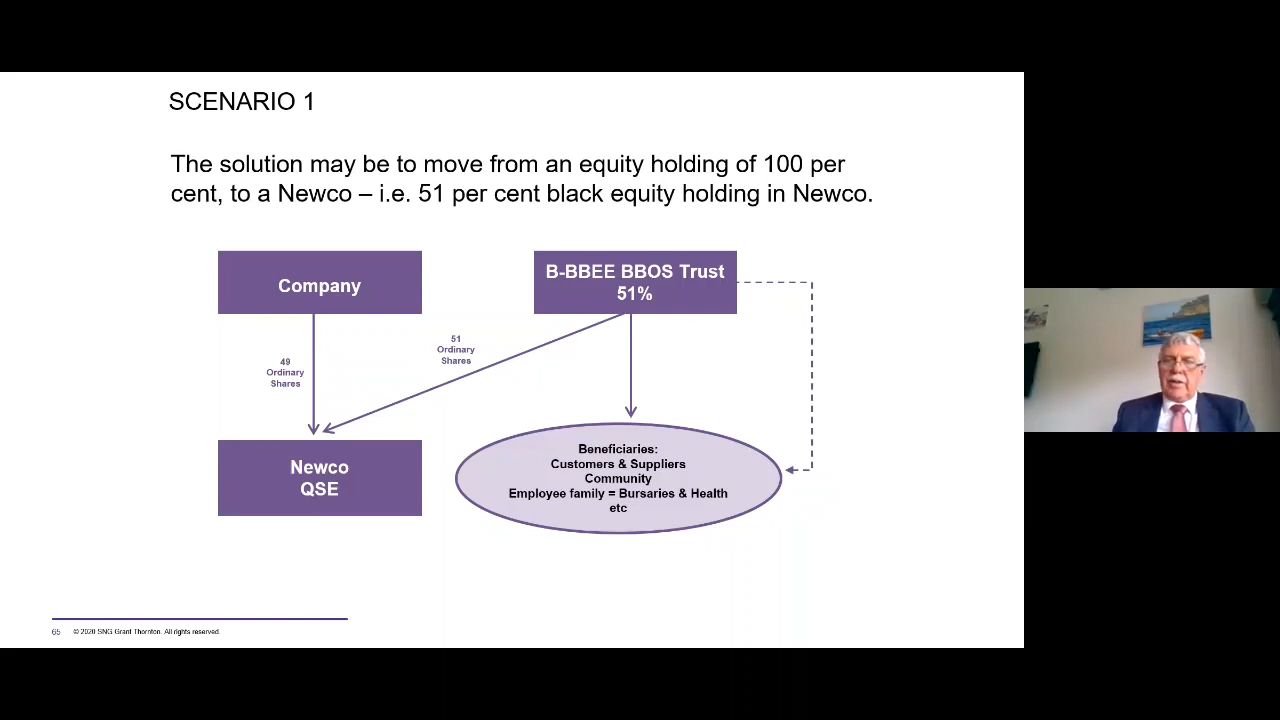 SCENARIO 1
The solution may be to move from an equity holding of 100 per
cent, to a Newco – i.e. 51 per cent black equity holding in Newco.
Company
B-BBEE BBOS Trust
51%
51
Ordinary
Shares
49
Ordinary
Shares
Newco
QSE
Beneficiaries:
Customers & Suppliers
Community
Employee family = Bursaries & Health
etc
65 © 2020 SNG Grant Thornton. All rights reserved.